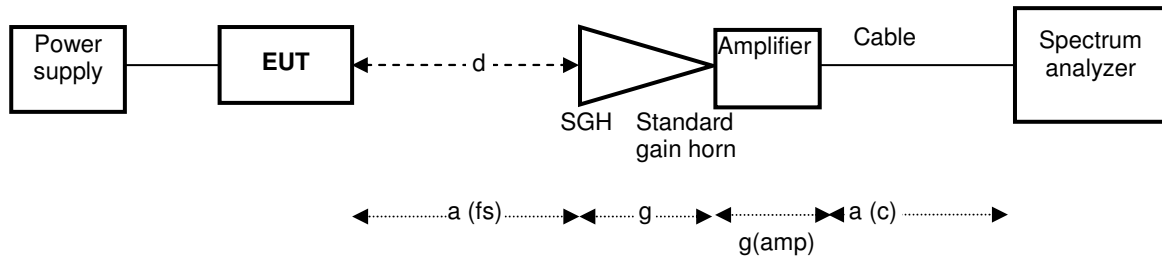 Power
supply
EUT
d
SGH
Standard
gain horn
Amplifier
Cable
Spectrum
analyzer
a (fs)
g
g(amp)
a (c)